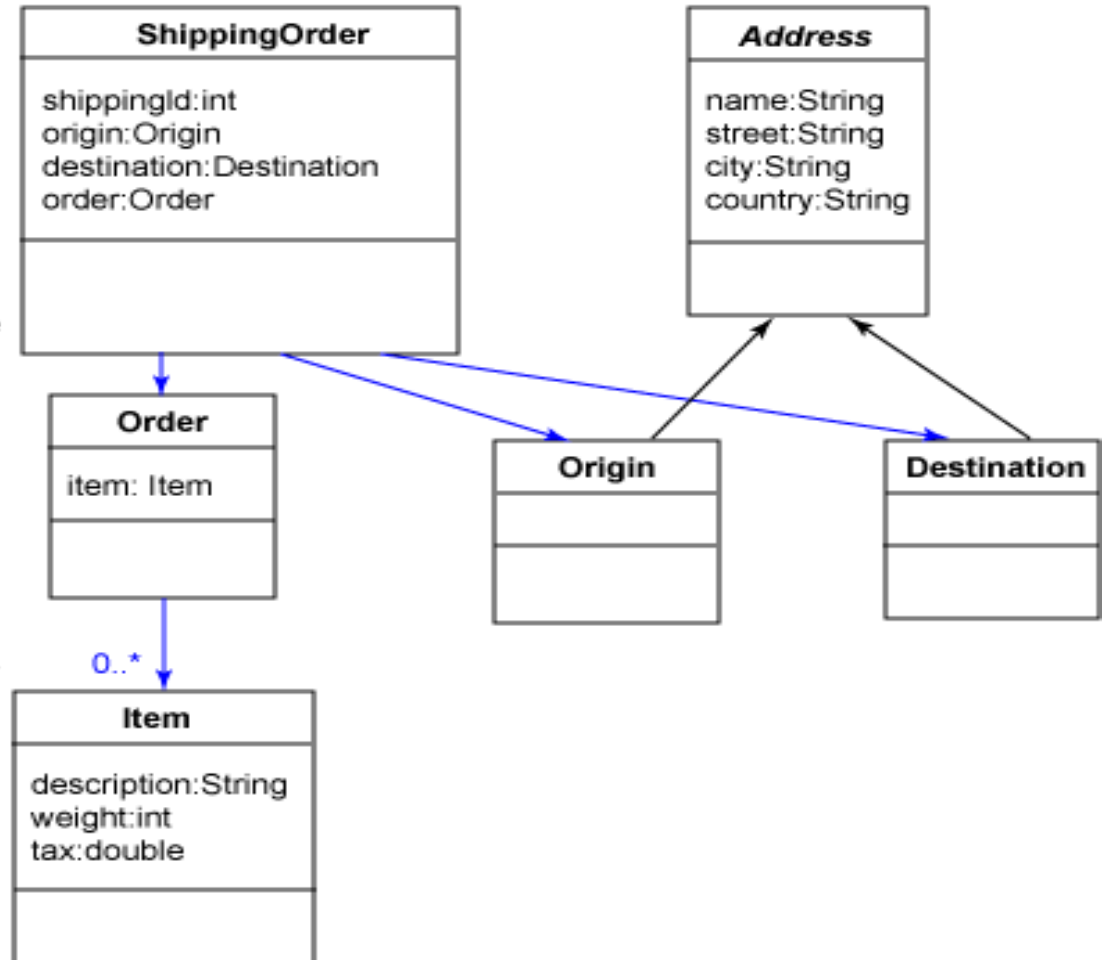 ShippingOrder
shippingId:int
origin:Origin
destination:Destination
order:Order
Address
name:String
street:String
city:String
country:String
Order
item: Item
Origin
Destination
0..*
Item
description:String
weight:int
tax:double